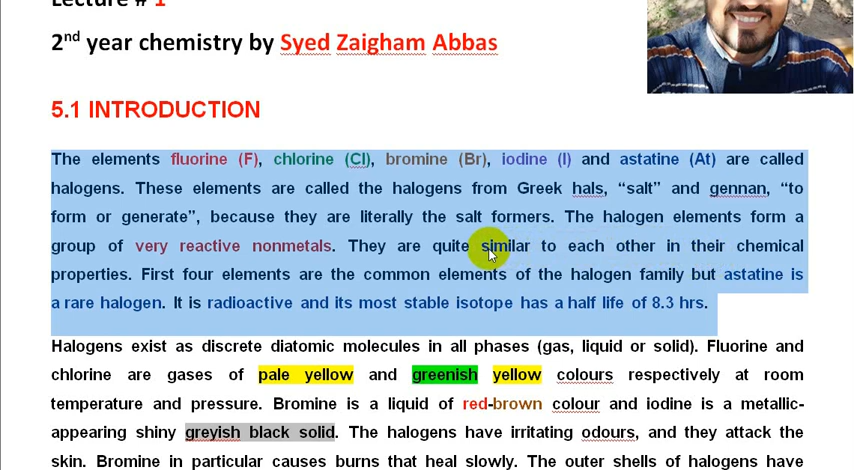 Lecture # 1
2nd year chemistry by Syed Zaigham Abbas
5.1 INTRODUCTION
The elements fluorine (F), chlorine (Cl), bromine (Br), iodine (I) and astatine (At) are called
halogens. These elements are called the halogens from Greek hals, “salt” and gennan, “to
form or generate”, because they are literally the salt formers. The halogen elements form a
group of very reactive nonmetals. They are quite similar to each other in their chemical
properties. First four elements are the common elements of the halogen family but astatine is
a rare halogen. It is radioactive and its most stable isotope has a half life of 8.3 hrs.
Halogens exist as discrete diatomic molecules in all phases (gas, liquid or solid). Fluorine and
chlorine are gases of pale yellow and greenish yellow colours respectively at room
temperature and pressure. Bromine is a liquid of red-brown colour and iodine is a metallic-
appearing shiny greyish black solid. The halogens have irritating odours, and they attack the
skin. Bromine in particular causes burns that heal slowly. The outer shells of halogens have